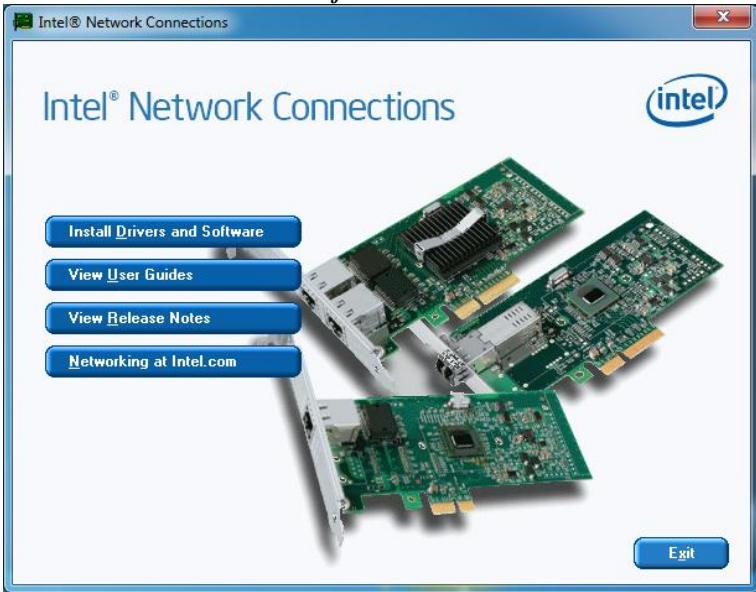 Intel® Network Connections
Intel® Network Connections
intel
Install Drivers and Software
View User Guides
View Release Notes
Networking at Intel.com
Exit